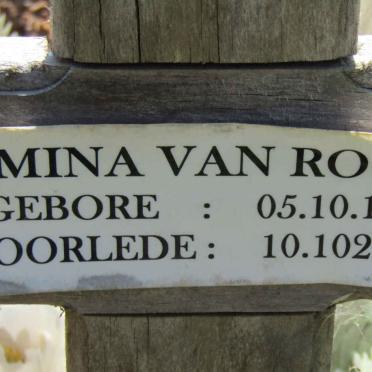 MINA VAN RO
GEBORE : 05.10.1
OORLEDE : 10.102